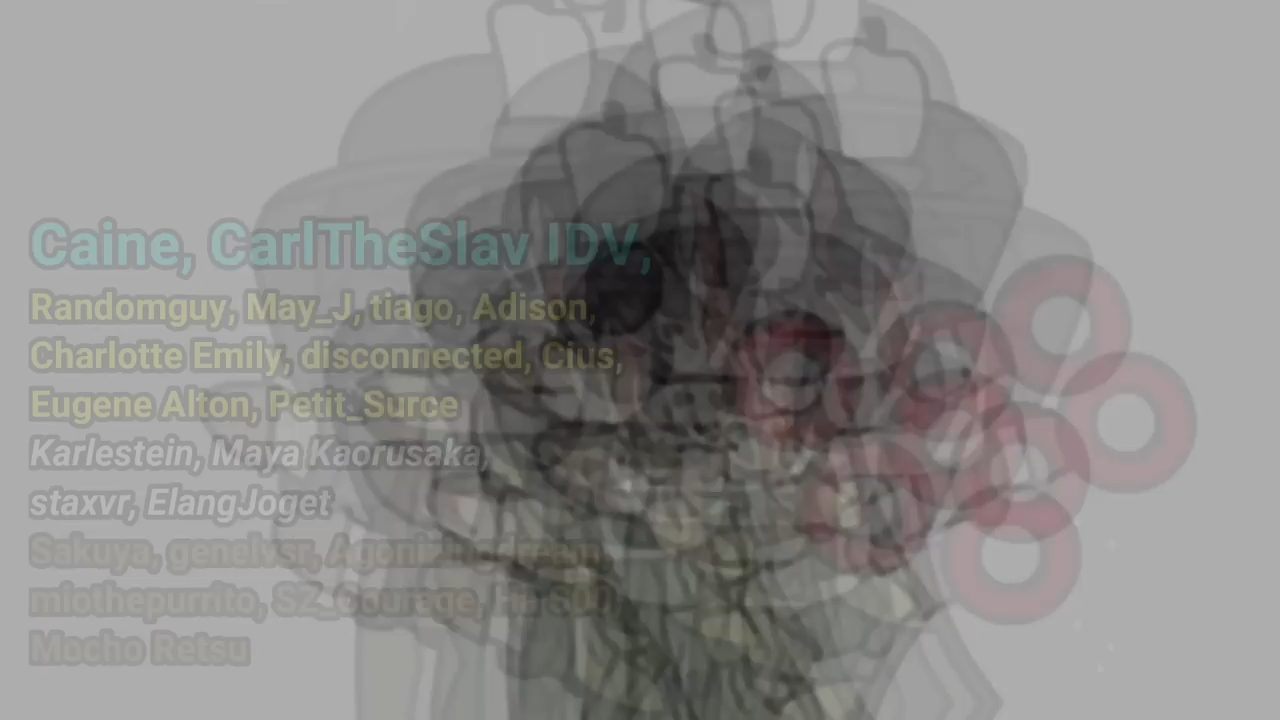 Caine, CarlTheSlav IDV,
Randomguy, May_J, tiago, Adison,
Charlotte Emily, disconnected, Cius,
Eugene Alton, Petit_Surce
Karlestein, Maya Kaorusaka,
staxvr, ElangJoget
Sakuya,
miothepurrito, SZ_Courage,
Mocho Retsu